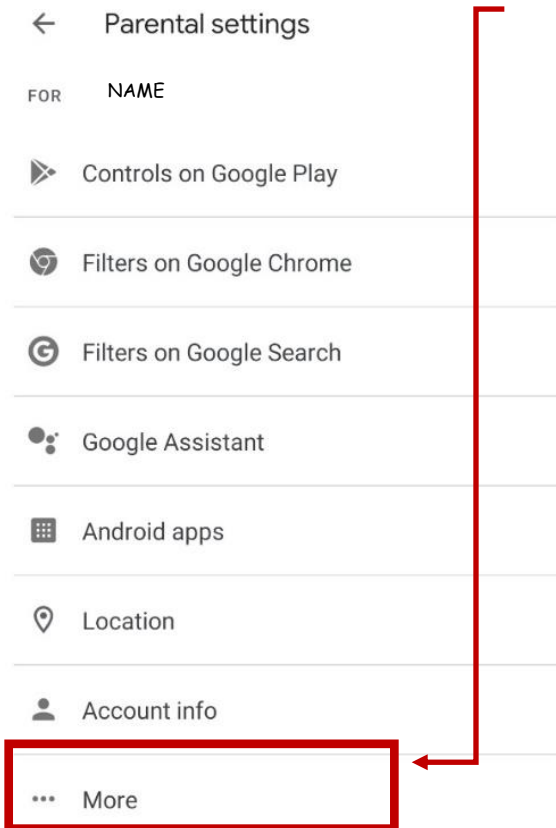 Parental settings
FOR NAME
Controls on Google Play
Filters on Google Chrome
Filters on Google Search
Google Assistant
Android apps
Location
Account info
More